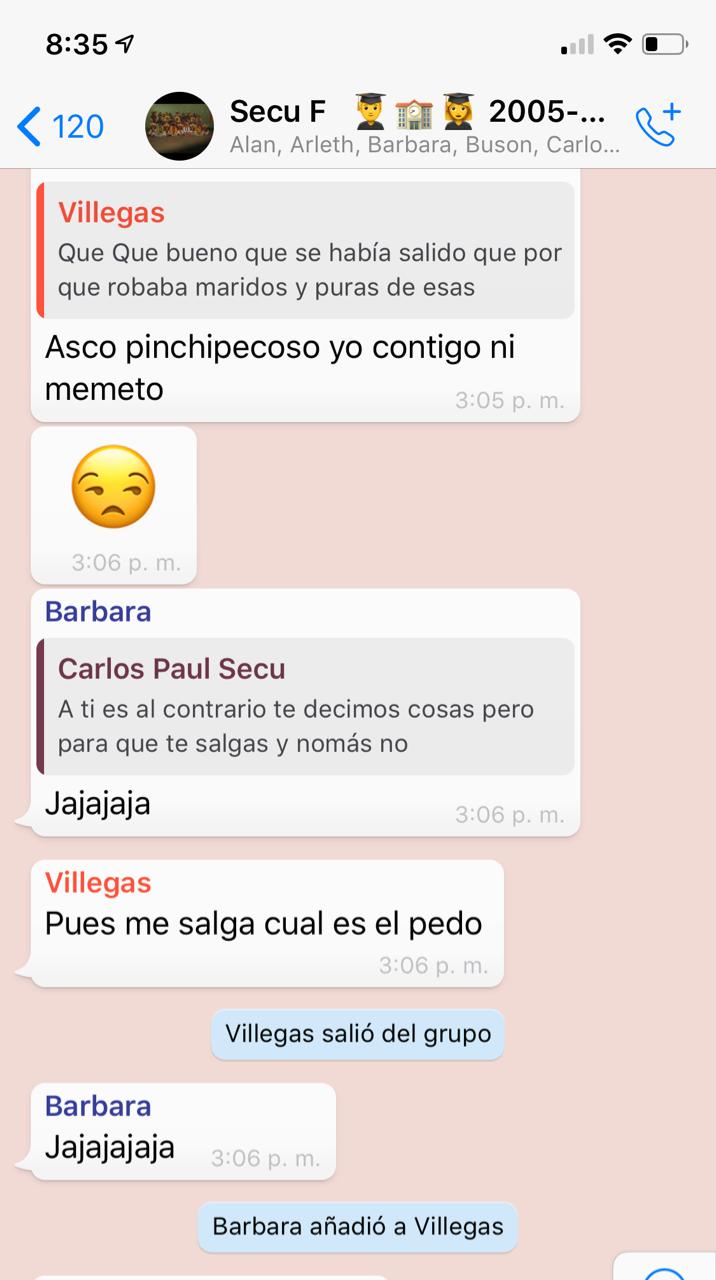 8:35
120
Secu F 👨‍🎓🏫👩‍🎓 2005-...
Alan, Arleth, Barbara, Buson, Carlo...
Villegas
Que Que bueno que se había salido que por
que robaba maridos y puras de esas
Asco pinchipecoso yo contigo ni
memeto
3:05 p. m.
3:06 p. m.
Barbara
Carlos Paul Secu
A ti es al contrario te decimos cosas pero
para que te salgas y nomás no
Jajajaja
3:06 p. m.
Villegas
Pues me salga cual es el pedo
3:06 p. m.
Villegas salió del grupo
Barbara
Jajajajaja
3:06 p. m.
Barbara añadió a Villegas